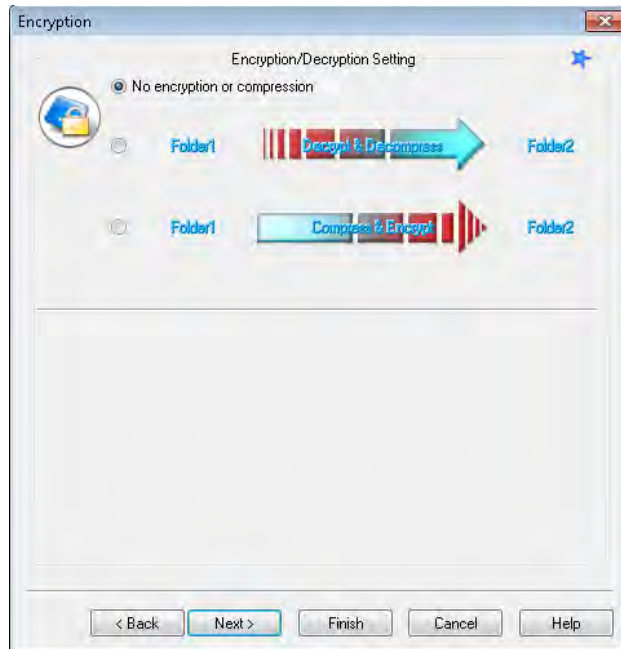 Encryption
Encryption/Decryption Setting
No encryption or compression
Folder1 Decrypt & Decompress Folder2
Folder1 Compress & Encrypt Folder2
< Back Next > Finish Cancel Help